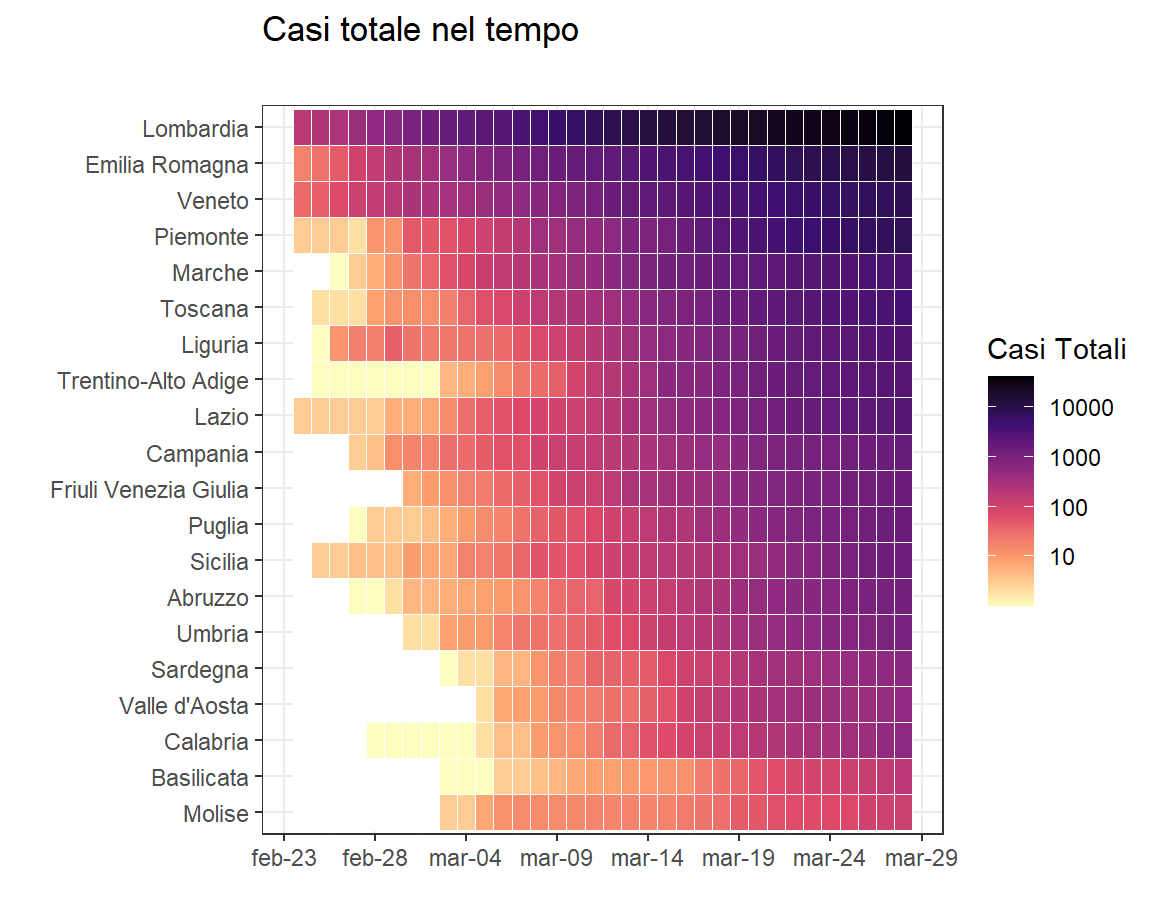 Casi totale nel tempo
Lombardia
Emilia Romagna
Veneto
Piemonte
Marche
Toscana
Liguria
Trentino-Alto Adige
Lazio
Campania
Friuli Venezia Giulia
Puglia
Sicilia
Abruzzo
Umbria
Sardegna
Valle d'Aosta
Calabria
Basilicata
Molise
feb-23 feb-28 mar-04 mar-09 mar-14 mar-19 mar-24 mar-29
Casi Totali
10000
1000
100
10